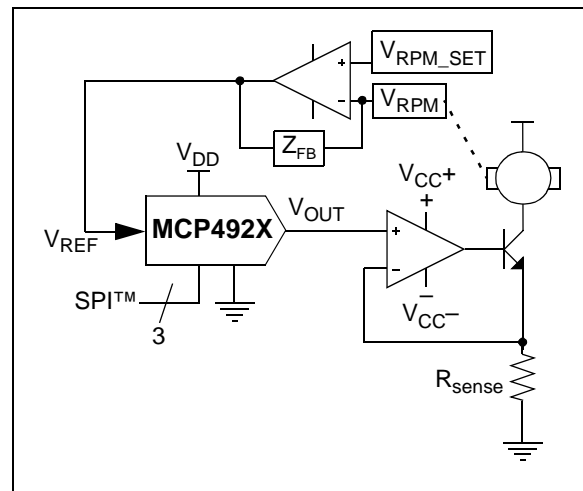 V_RPM_SET
+
V_RPM
–
Z_FB
V_DD
V_CC+
+
V_OUT
MCP492X
+
V_REF
–
SPI™
–
V_CC–
3
R_sense